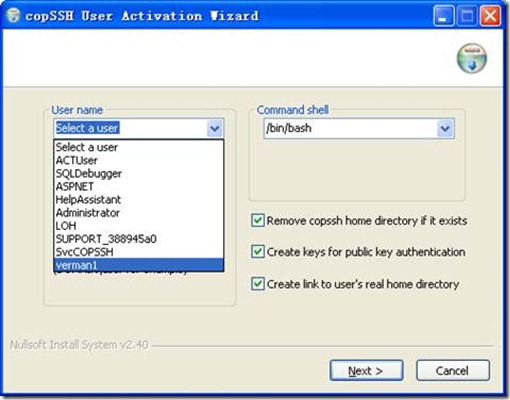 copSSH User Activation Wizard
User name
Select a user
Select a user
ACTUser
SQLDebugger
ASPNET
HelpAssistant
Administrator
LOH
SUPPORT_388945a0
SvcCOPSSH
verman1
Command shell
/bin/bash
Remove copssh home directory if it exists
Create keys for public key authentication
Create link to user's real home directory
Nullsoft Install System v2.40
Next >
Cancel